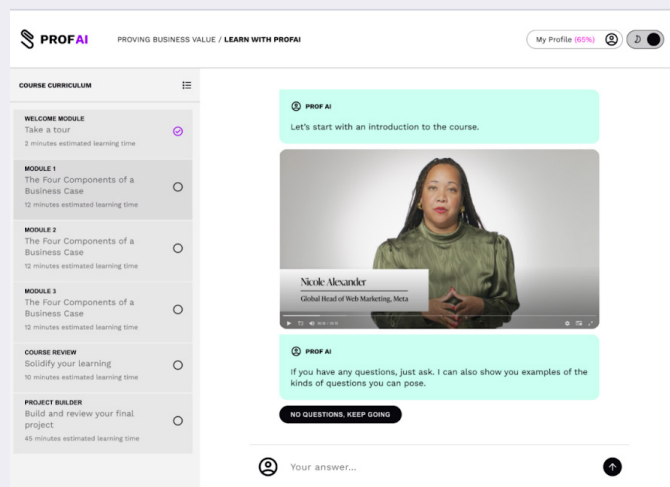 PROFAI
PROVING BUSINESS VALUE / LEARN WITH PROFAI
My Profile (65%)
COURSE CURRICULUM
WELCOME MODULE
Take a tour
2 minutes estimated learning time
MODULE 1
The Four Components of a
Business Case
12 minutes estimated learning time
MODULE 2
The Four Components of a
Business Case
12 minutes estimated learning time
MODULE 3
The Four Components of a
Business Case
12 minutes estimated learning time
COURSE REVIEW
Solidify your learning
10 minutes estimated learning time
PROJECT BUILDER
Build and review your final
project
45 minutes estimated learning time
PROF AI
Let's start with an introduction to the course.
Nicole Alexander
Global Head of Web Marketing, Meta
PROF AI
If you have any questions, just ask. I can also show you examples of the
kinds of questions you can pose.
NO QUESTIONS, KEEP GOING
Your answer...